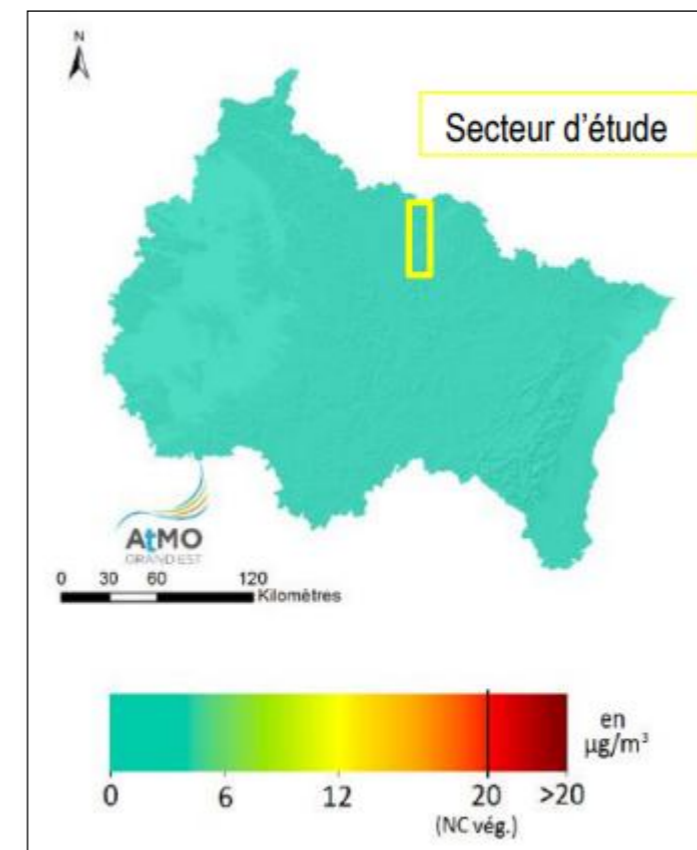 N
Secteur d'étude
AtMO
GRAND EST
0 30 60 120
Kilomètres
en
µg/m³
0 6 12 20 >20
(NC vég.)